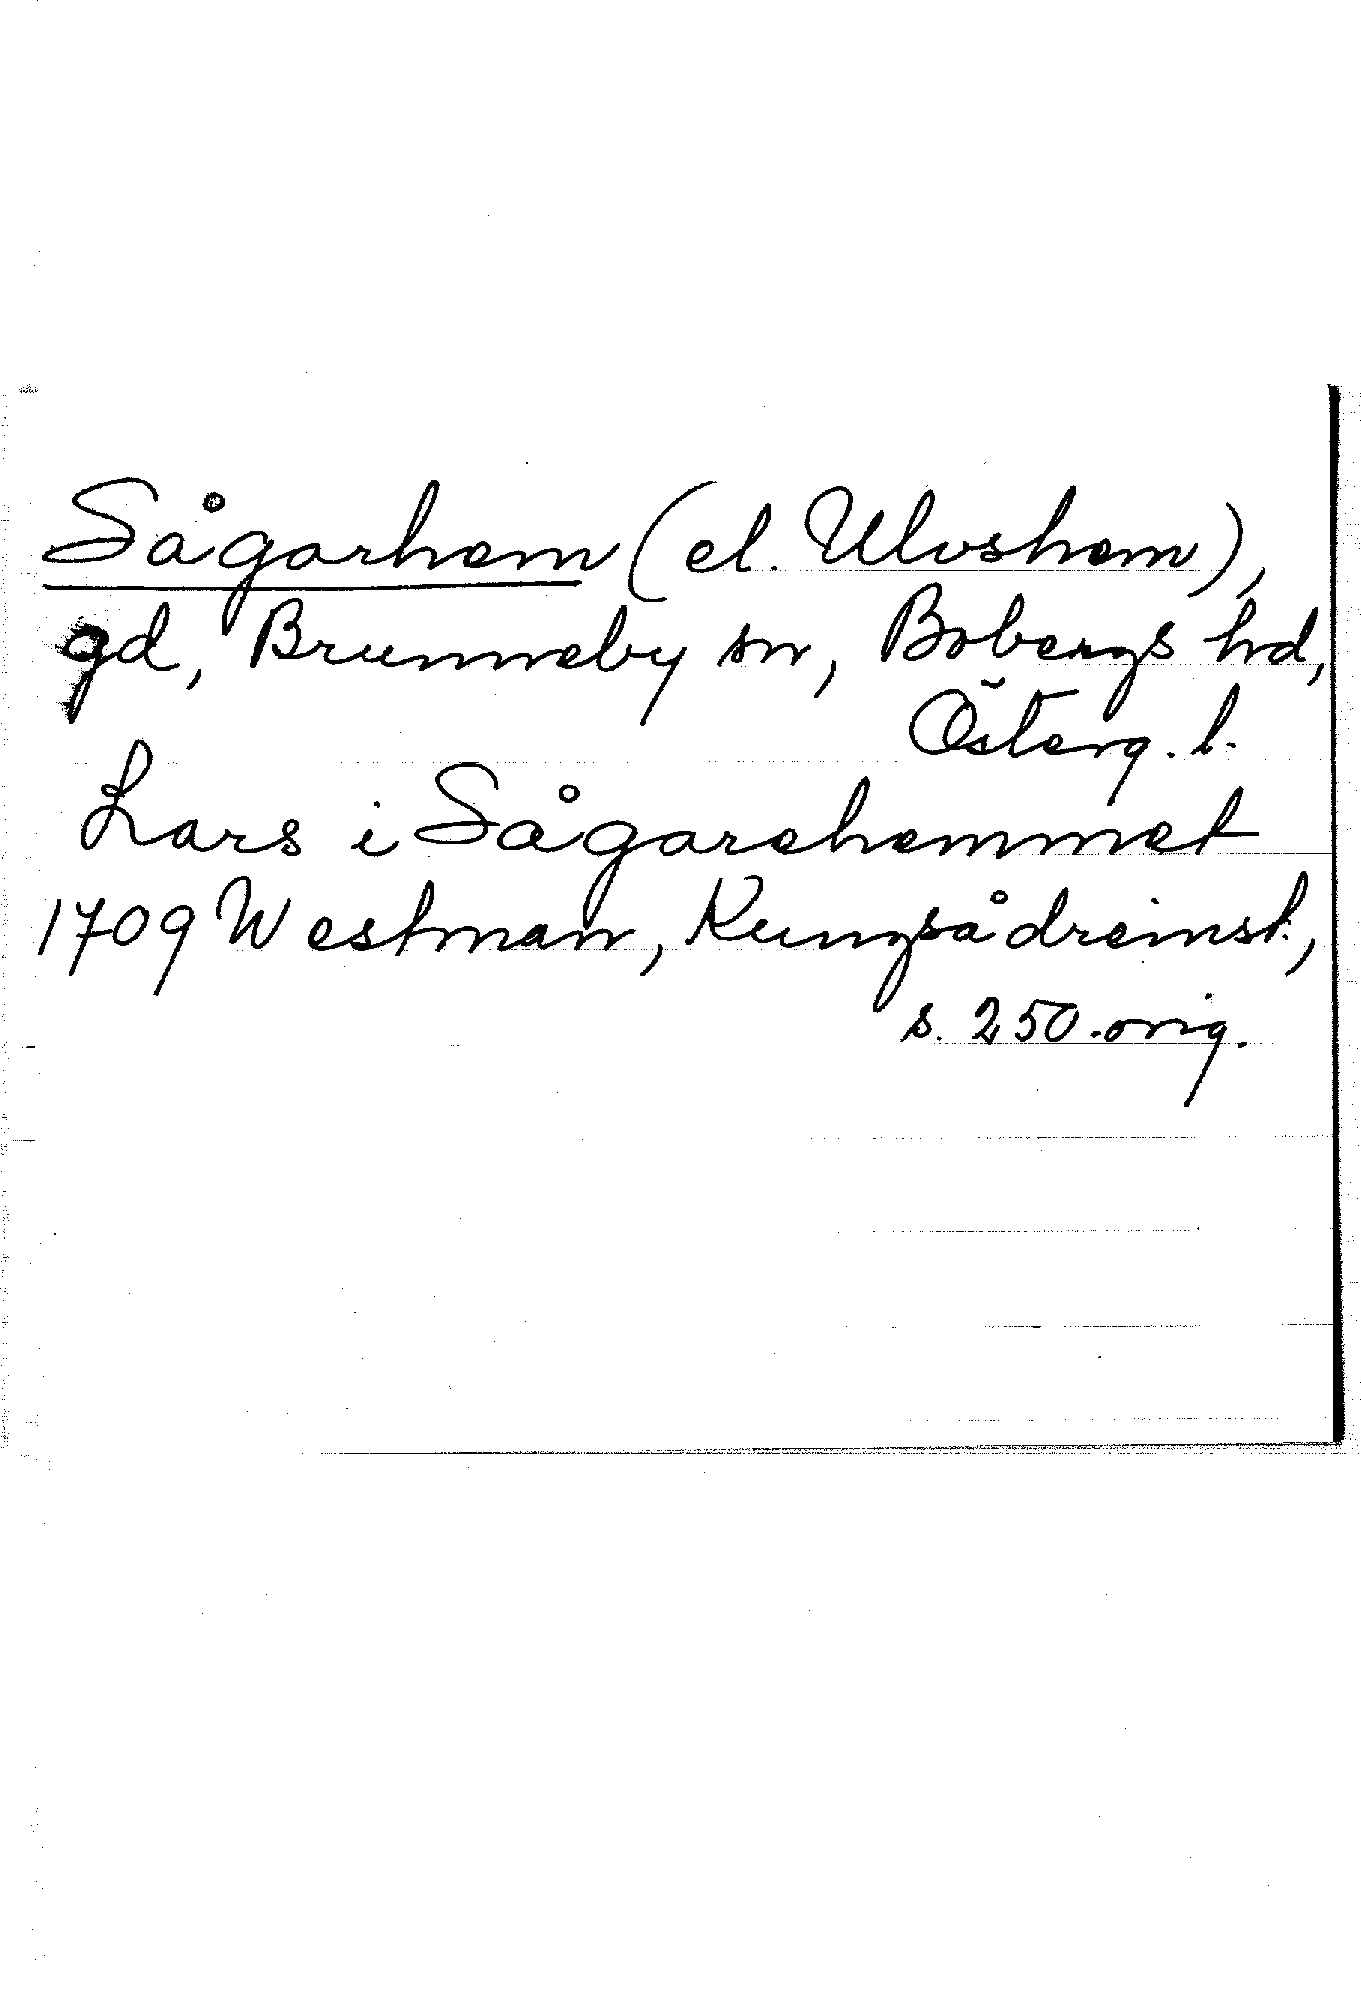 Sågarhem (el. Ulvshem),
gd, Brunneby sn, Bobergs hd,
Österg. l.
Lars i Sågarehemmet
1709 Westman, Kungsådreinst.,
s. 250. orig.